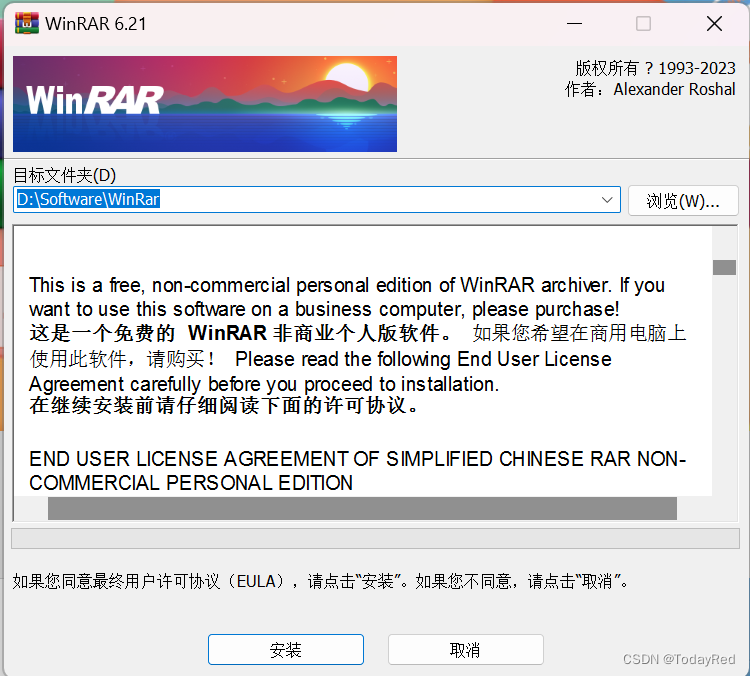 WinRAR 6.21
WinRAR
版权所有 ? 1993-2023
作者：Alexander Roshal
目标文件夹(D)
D:\Software\WinRar
浏览(W)...
This is a free, non-commercial personal edition of WinRAR archiver. If you
want to use this software on a business computer, please purchase!
这是一个免费的 WinRAR 非商业个人版软件。 如果您希望在商用电脑上
使用此软件，请购买！ Please read the following End User License
Agreement carefully before you proceed to installation.
在继续安装前请仔细阅读下面的许可协议。
END USER LICENSE AGREEMENT OF SIMPLIFIED CHINESE RAR NON-
COMMERCIAL PERSONAL EDITION
如果您同意最终用户许可协议（EULA），请点击“安装”。如果您不同意，请点击“取消”。
安装
取消
CSDN @TodayRed